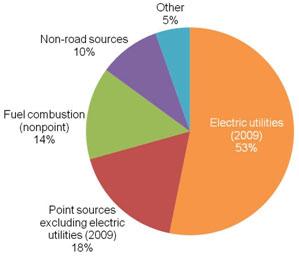 Other
5%
Non-road sources
10%
Electric utilities
(2009)
53%
Fuel combustion
(nonpoint)
14%
Point sources
excluding electric
utilities (2009)
18%